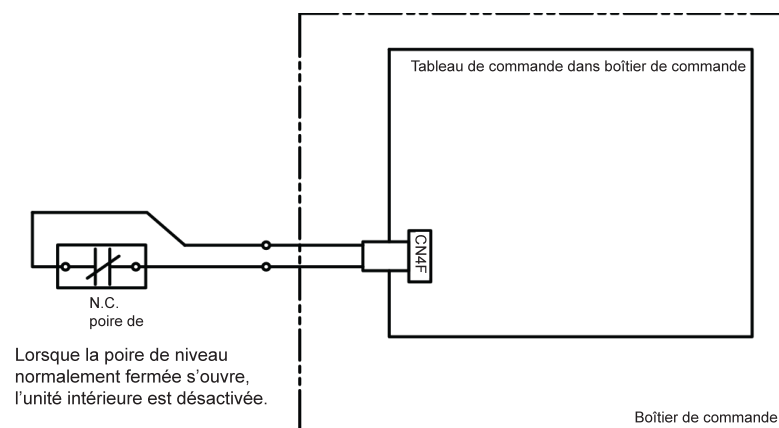 Tableau de commande dans boîtier de commande
CN4F
N.C.
poire de
Lorsque la poire de niveau
normalement fermée s’ouvre,
l’unité intérieure est désactivée.
Boîtier de commande